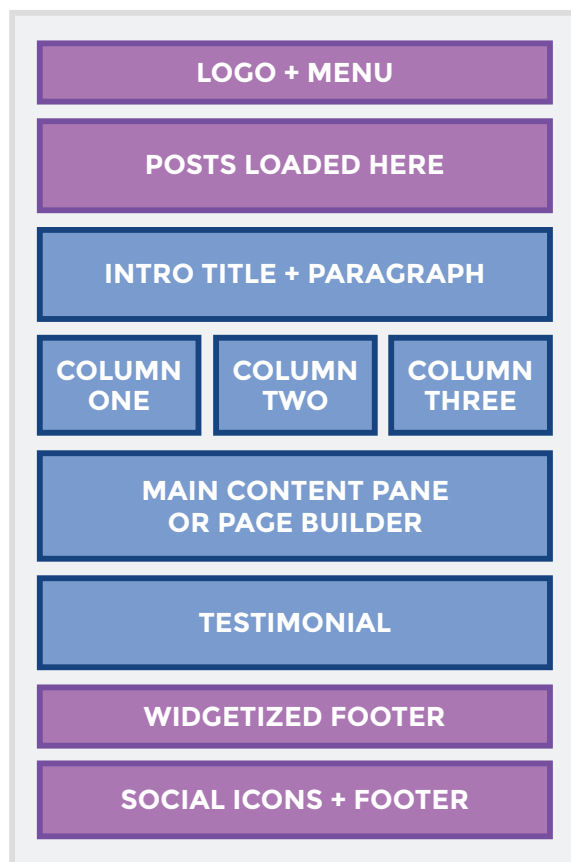 LOGO + MENU
POSTS LOADED HERE
INTRO TITLE + PARAGRAPH
COLUMN
ONE
COLUMN
TWO
COLUMN
THREE
MAIN CONTENT PANE
OR PAGE BUILDER
TESTIMONIAL
WIDGETIZED FOOTER
SOCIAL ICONS + FOOTER